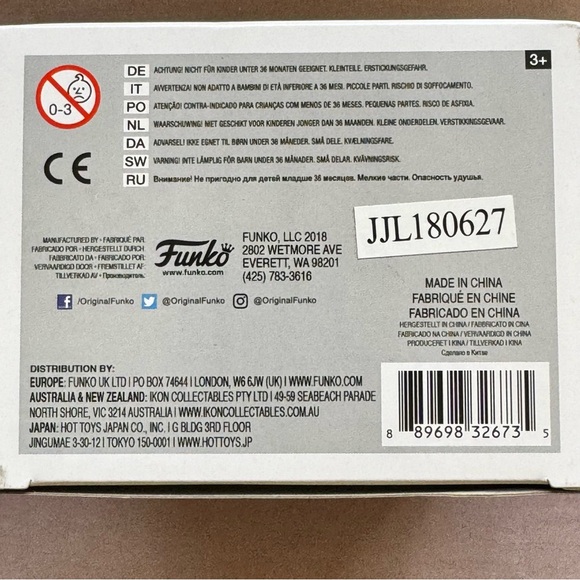 3+
0-3
DE ACHTUNG! NICHT FÜR KINDER UNTER 36 MONATEN GEEIGNET. KLEINTEILE. ERSTICKUNGSGEFAHR.
IT AVVERTENZA! NON ADATTO A BAMBINI DI ETÀ INFERIORE A 36 MESI. PICCOLE PARTI. RISCHIO DI SOFFOCAMENTO.
PO ATENÇÃO! CONTRA-INDICADO PARA CRIANÇAS COM MENOS DE 36 MESES. PEQUENAS PARTES. RISCO DE ASFIXIA.
NL WAARSCHUWING! NIET GESCHIKT VOOR KINDEREN JONGER DAN 36 MAANDEN. KLEINE ONDERDELEN. VERSTIKKINGSGEVAAR.
DA ADVARSEL! IKKE EGNET TIL BØRN UNDER 36 MÅNEDER. SMÅ DELE. KVÆLNINGSFARE.
SW VARNING! INTE LÄMPLIG FÖR BARN UNDER 36 MÅNADER. SMÅ DELAR. KVÄVNINGSRISK.
RU Внимание! Не пригодно для детей младше 36 месяцев. Мелкие части. Опасность удушья.
CE
JJL180627
MANUFACTURED BY • FABRIQUÉ PAR
FABRICADO POR • HERGESTELLT DURCH
FABBRICATO DA • FABRICADO POR
VERVAARDIGD DOOR • FREMSTILLET AF
TILLVERKAD AV • Производитель
Funko
www.funko.com
FUNKO, LLC 2018
2802 WETMORE AVE
EVERETT, WA 98201
(425) 783-3616
/OriginalFunko @OriginalFunko @OriginalFunko
MADE IN CHINA
FABRIQUÉ EN CHINE
FABRICADO EN CHINA
HERGESTELLT IN CHINA / FABBRICATO IN CINA
FABRICADO NA CHINA / VERVAARDIGD IN CHINA
PRODUCERET I KINA / TILLVERKAD I KINA
Сделано в Китае
DISTRIBUTION BY:
EUROPE: FUNKO UK LTD | PO BOX 74644 | LONDON, W6 6JW (UK) | WWW.FUNKO.COM
AUSTRALIA & NEW ZEALAND: IKON COLLECTABLES PTY LTD | 49-59 SEABEACH PARADE
NORTH SHORE, VIC 3214 AUSTRALIA | WWW.IKONCOLLECTABLES.COM.AU
JAPAN: HOT TOYS JAPAN CO., INC. | G BLDG 3RD FLOOR
JINGUMAE 3-30-12 | TOKYO 150-0001 | WWW.HOTTOYS.JP
8 89698 32673 5